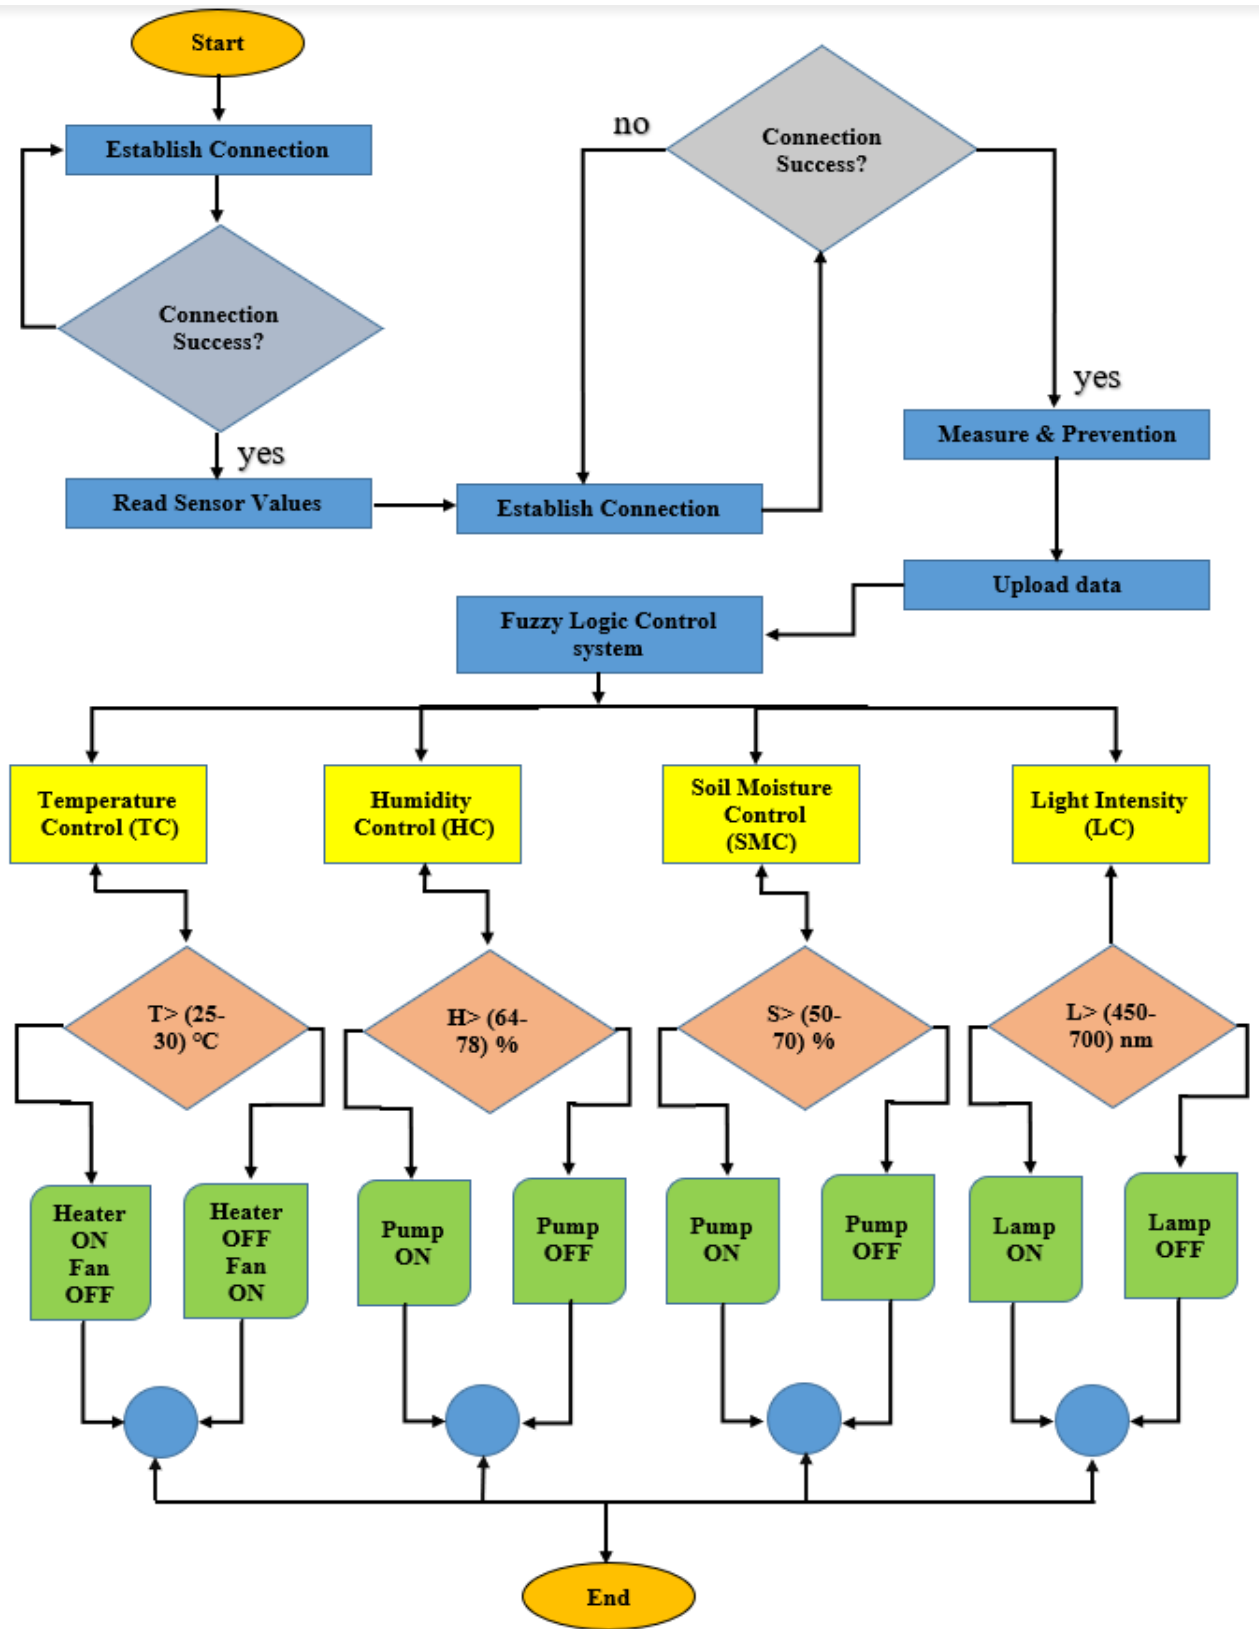 Start
Establish Connection
Connection
Success?
yes
Read Sensor Values
Establish Connection
no
Connection
Success?
yes
Measure & Prevention
Upload data
Fuzzy Logic Control
system
Temperature
Control (TC)
Humidity
Control (HC)
Soil Moisture
Control
(SMC)
Light Intensity
(LC)
T> (25-
30) °C
H> (64-
78) %
S> (50-
70) %
L> (450-
700) nm
Heater
ON
Fan
OFF
Heater
OFF
Fan
ON
Pump
ON
Pump
OFF
Pump
ON
Pump
OFF
Lamp
ON
Lamp
OFF
End